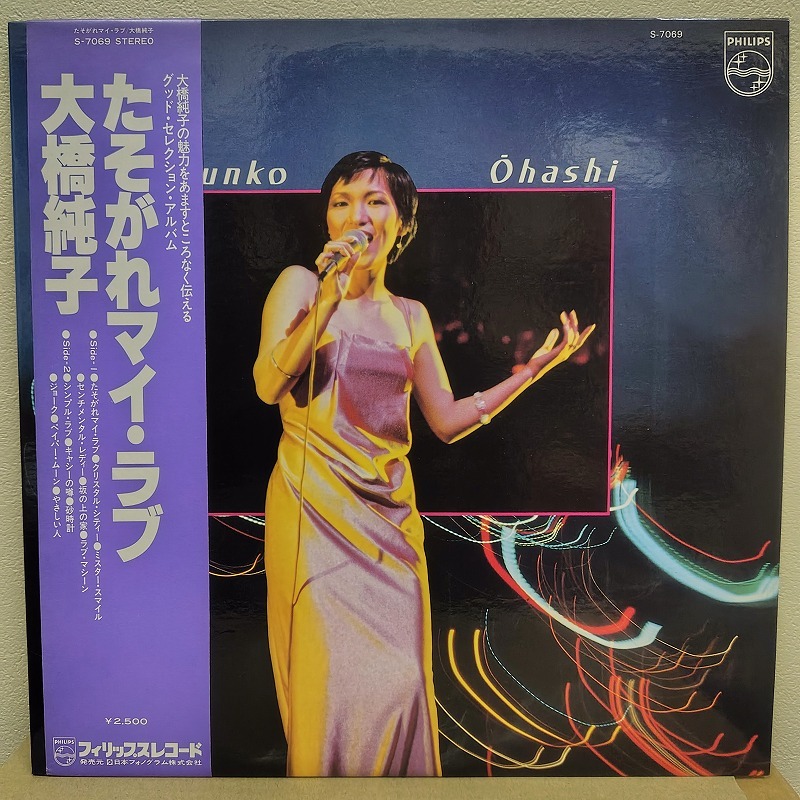 たそがれマイ・ラブ/大橋純子
S-7069 STEREO
大橋純子の魅力をあますところなく伝える
グッド・セレクション・アルバム
たそがれマイ・ラブ
大橋純子
●Side-1●たそがれマイ・ラブ●クリスタル・シティー●ミスター・スマイル
●センチメンタル・レディー●坂の上の家●ラブ・マシーン
●Side-2●シンプル・ラブ●キャシーの噂●砂時計
●ジョーク●ペイパー・ムーン●やさしい人
¥2,500
PHILIPS
フィリップスレコード
発売元 日本フォノグラム株式会社
S-7069
PHILIPS
unko Ōhashi